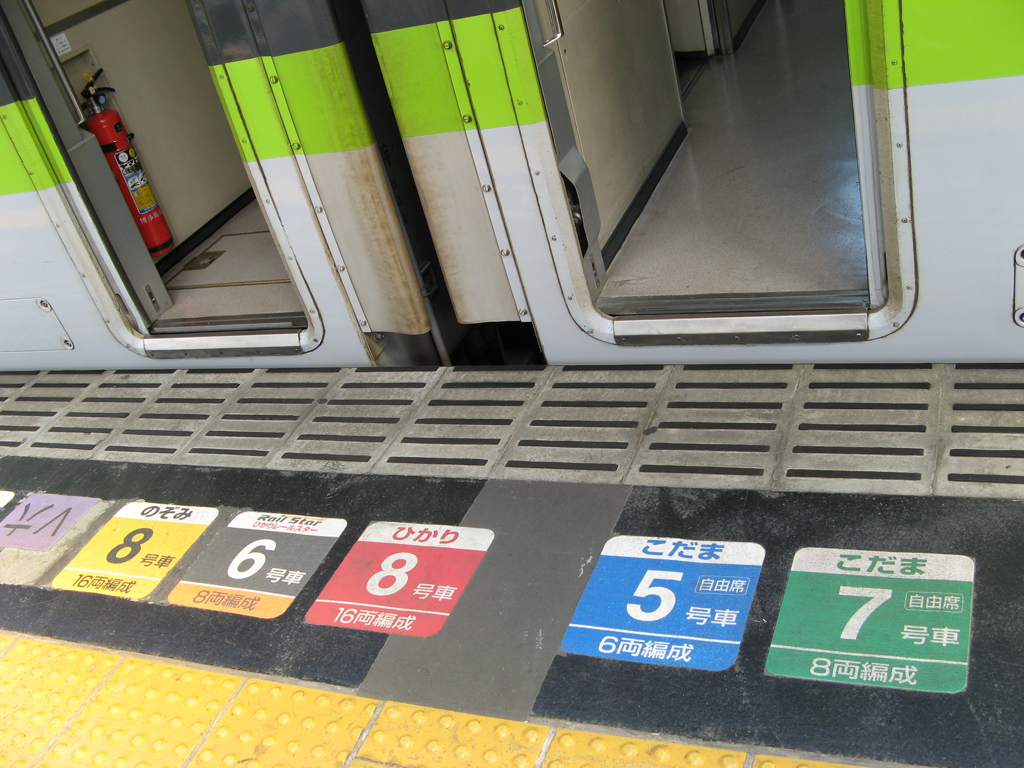 のぞみ
8号車
16両編成
Rail Star
ひかりレールスター
6号車
8両編成
ひかり
8号車
16両編成
こだま
5 自由席
号車
6両編成
こだま
7 自由席
号車
8両編成